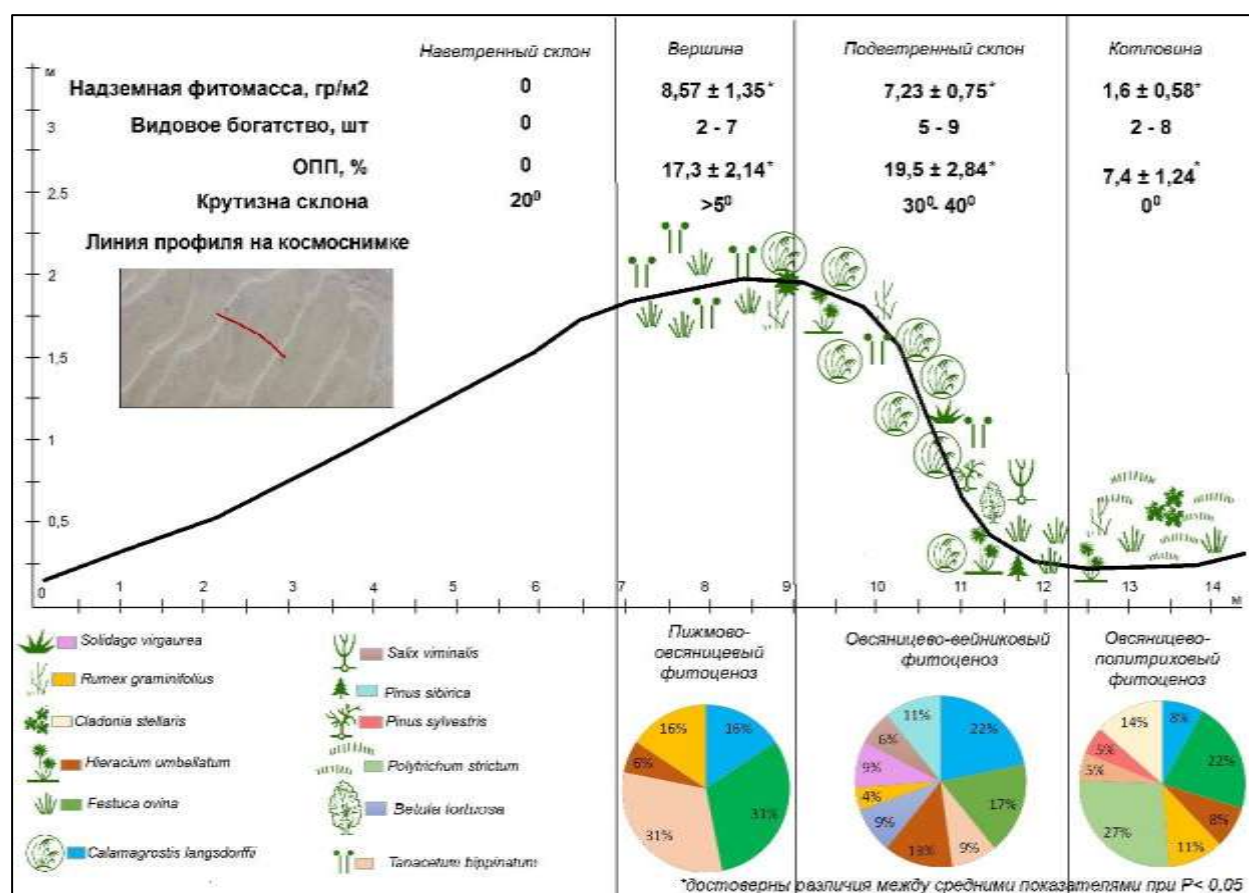 Наветренный склон Вершина Подветренный склон Котловина
м
Надземная фитомасса, гр/м2 0 8,57 ± 1,35* 7,23 ± 0,75* 1,6 ± 0,58*
Видовое богатство, шт 0 2 - 7 5 - 9 2 - 8
ОПП, % 0 17,3 ± 2,14* 19,5 ± 2,84* 7,4 ± 1,24*
Крутизна склона 20⁰ >5⁰ 30⁰- 40⁰ 0⁰
Линия профиля на космоснимке
3
2.5
2
1,5
1
0,5
0 1 2 3 4 5 6 7 8 9 10 11 12 13 14
м
Solidago virgaurea
Rumex graminifolius
Cladonia stellaris
Hieracium umbellatum
Festuca ovina
Calamagrostis langsdorffii
Salix viminalis
Pinus sibirica
Pinus sylvestris
Polytrichum strictum
Betula tortuosa
Tanacetum bippinatum
Пижмово-
овсяницевый
фитоценоз
16%
31%
31%
6%
16%
Овсяницево-вейниковый
фитоценоз
22%
17%
9%
13%
9%
4%
9%
6%
11%
Овсяницево-
политриховый
фитоценоз
8%
22%
8%
11%
27%
5%
5%
14%
*достоверны различия между средними показателями при P< 0,05